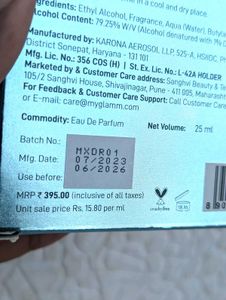 in a cool and dry place.
Ingredients: Ethyl Alcohol, Fragrance, Aqua (Water), Butyl
Alcohol Content: 79.25% W/V (Alcohol denatured with 1%
Manufactured by: KARONA AEROSOL LLP, 525-A, HSIIDC,
District Sonepat, Haryana - 131 101
Mfg. Lic. No.: 356 COS (H) | St. Ex. Lic. No.: L-42A HOLDER
Marketed by & Customer Care address: Sanghvi Beauty & Te
105/2 Sanghvi House, Shivajinagar, Pune - 411 005, Maharasht
For Feedback & Customer Care Support: Call Customer Care
or E-mail: care@myglamm.com
Commodity: Eau De Parfum
Net Volume: 25 ml
Batch No.: MXDR01
Mfg. Date: 07/2023
Use before: 06/2026
MRP ₹ 395.00 (inclusive of all taxes)
Unit sale price Rs. 15.80 per ml